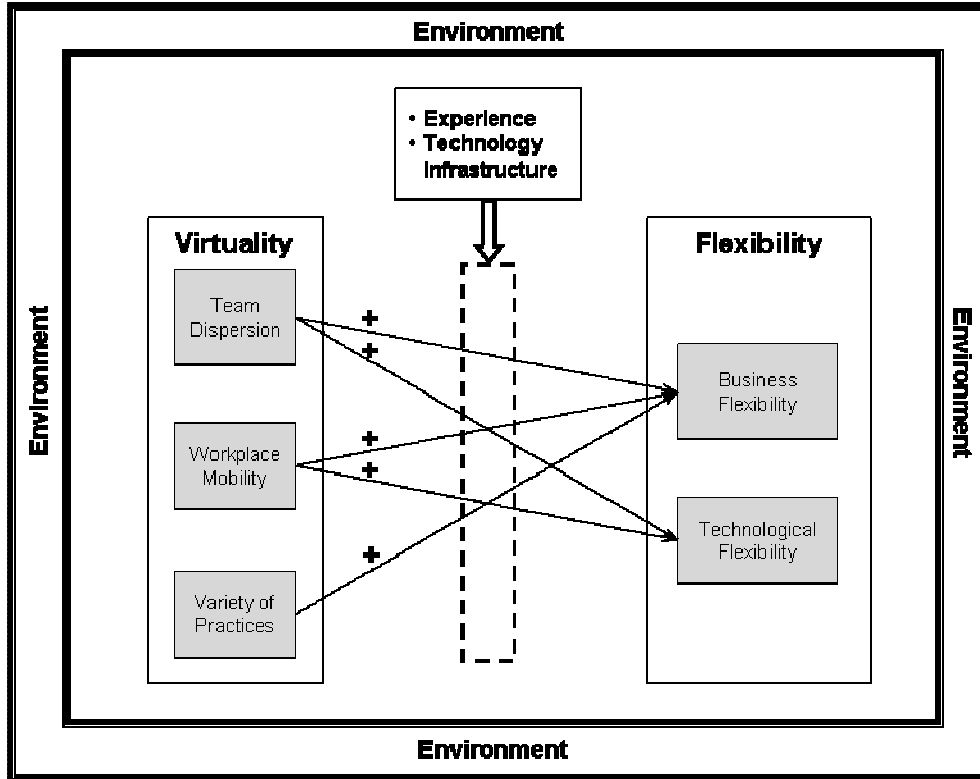 Environment
• Experience
• Technology
Infrastructure
Virtuality
Flexibility
Team
Dispersion
+
+
Environment
Environment
Business
Flexibility
Workplace
Mobility
+
+
Technological
Flexibility
+
Variety of
Practices
Environment